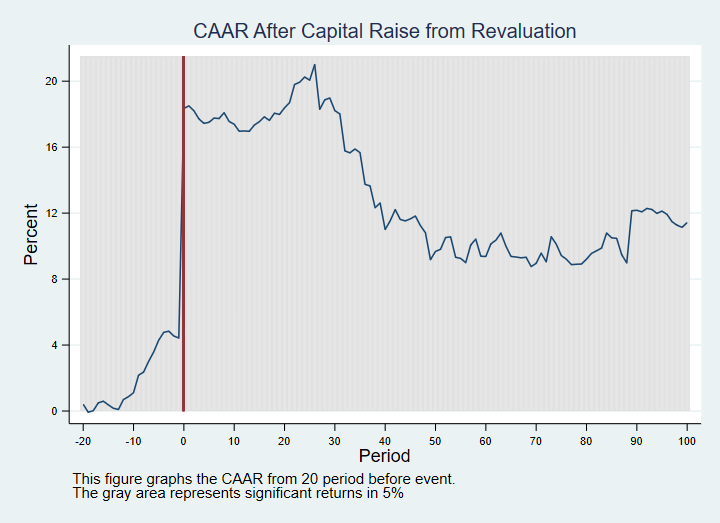 CAAR After Capital Raise from Revaluation
Percent
20
16
12
8
4
0
-20 -10 0 10 20 30 40 50 60 70 80 90 100
Period
This figure graphs the CAAR from 20 period before event.
The gray area represents significant returns in 5%